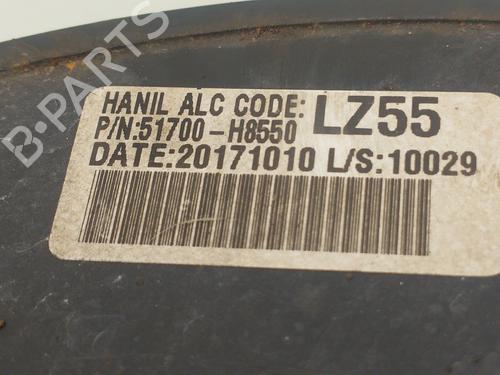 B-PARTS
HANIL ALC CODE: LZ55
P/N:51700-H8550
DATE:20171010 L/S:10029